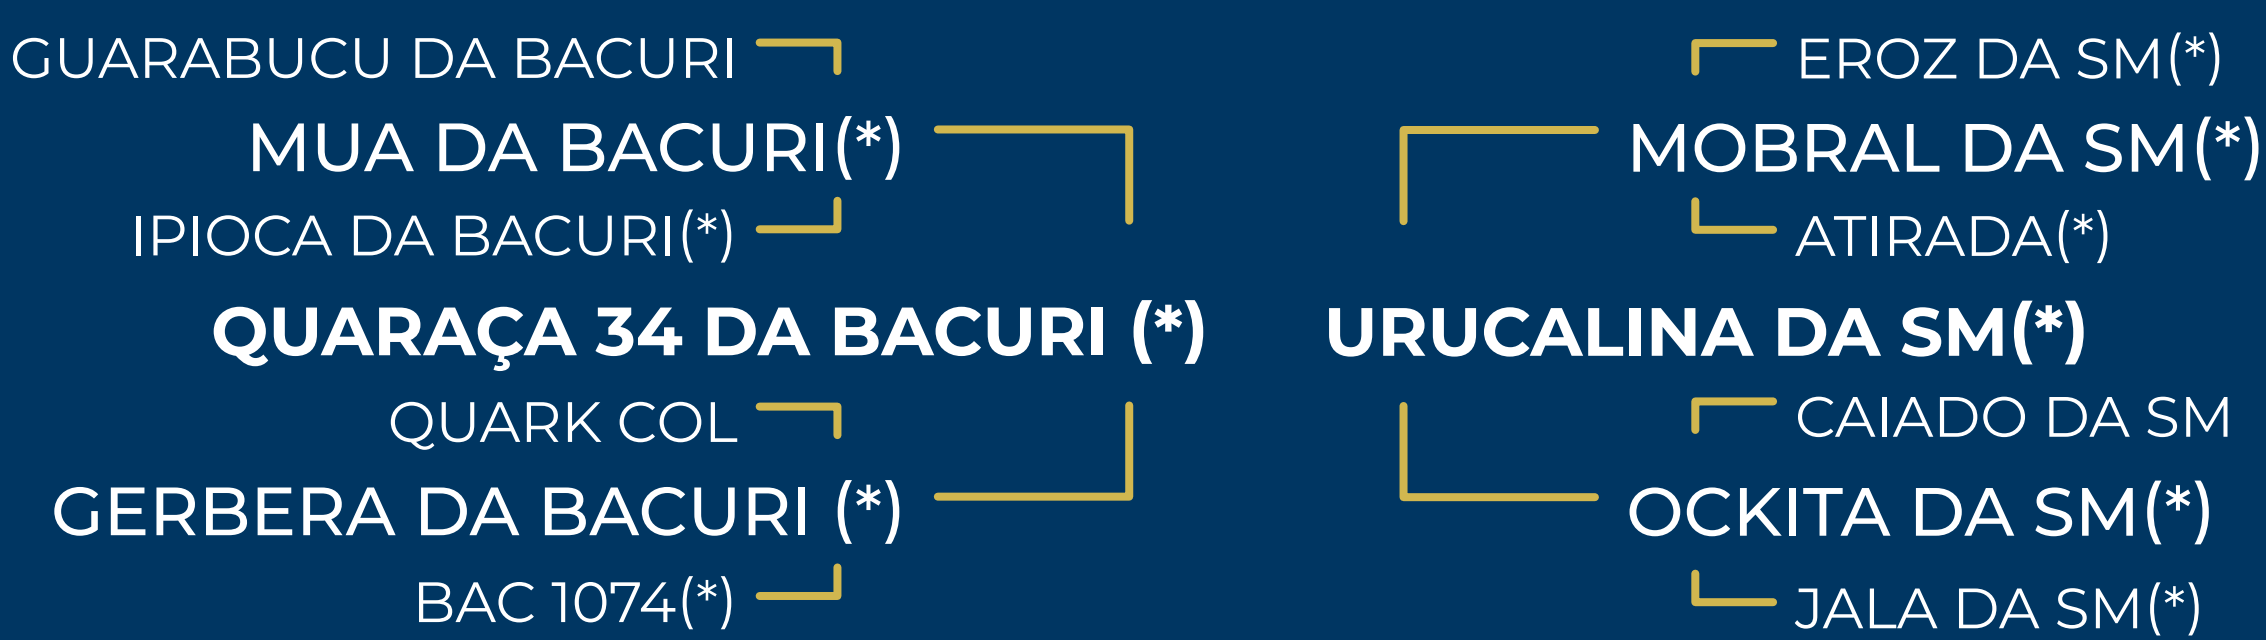 GUARABUCU DA BACURI
MUA DA BACURI(*)
IPIOCA DA BACURI(*)
QUARAÇA 34 DA BACURI (*)
QUARK COL
GERBERA DA BACURI (*)
BAC 1074(*)
EROZ DA SM(*)
MOBRAL DA SM(*)
ATIRADA(*)
URUCALINA DA SM(*)
CAIADO DA SM
OCKITA DA SM(*)
JALA DA SM(*)